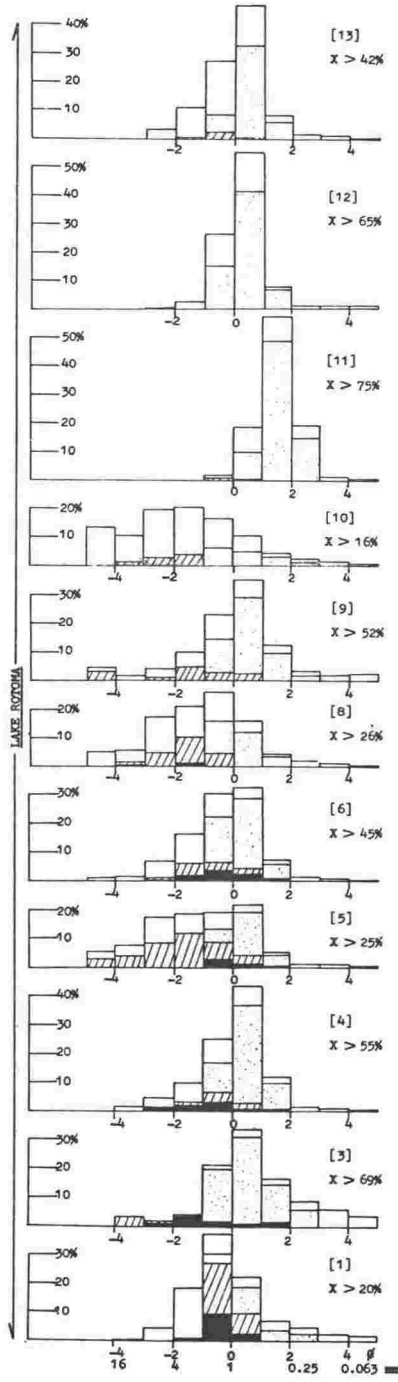 LAKE ROTOMA
40%
30
20
10
[13]
X > 42%
-2 0 2 4
50%
40
30
20
10
[12]
X > 65%
-2 0 2 4
50%
40
30
20
10
[11]
X > 75%
0 2 4
20%
10
[10]
X > 16%
-4 -2 0 2 4
30%
20
10
[9]
X > 52%
-4 -2 0 2 4
20%
10
[8]
X > 26%
-4 -2 0 2 4
30%
20
10
[6]
X > 45%
-4 -2 0 2 4
20%
10
[5]
X > 25%
-4 -2 0 2 4
40%
30
20
10
[4]
X > 55%
-4 -2 0 2 4
30%
20
10
[3]
X > 69%
-4 -2 0 2 4
30%
20
10
[1]
X > 20%
-4 -2 0 2 4 ø
16 4 1 0.25 0.063